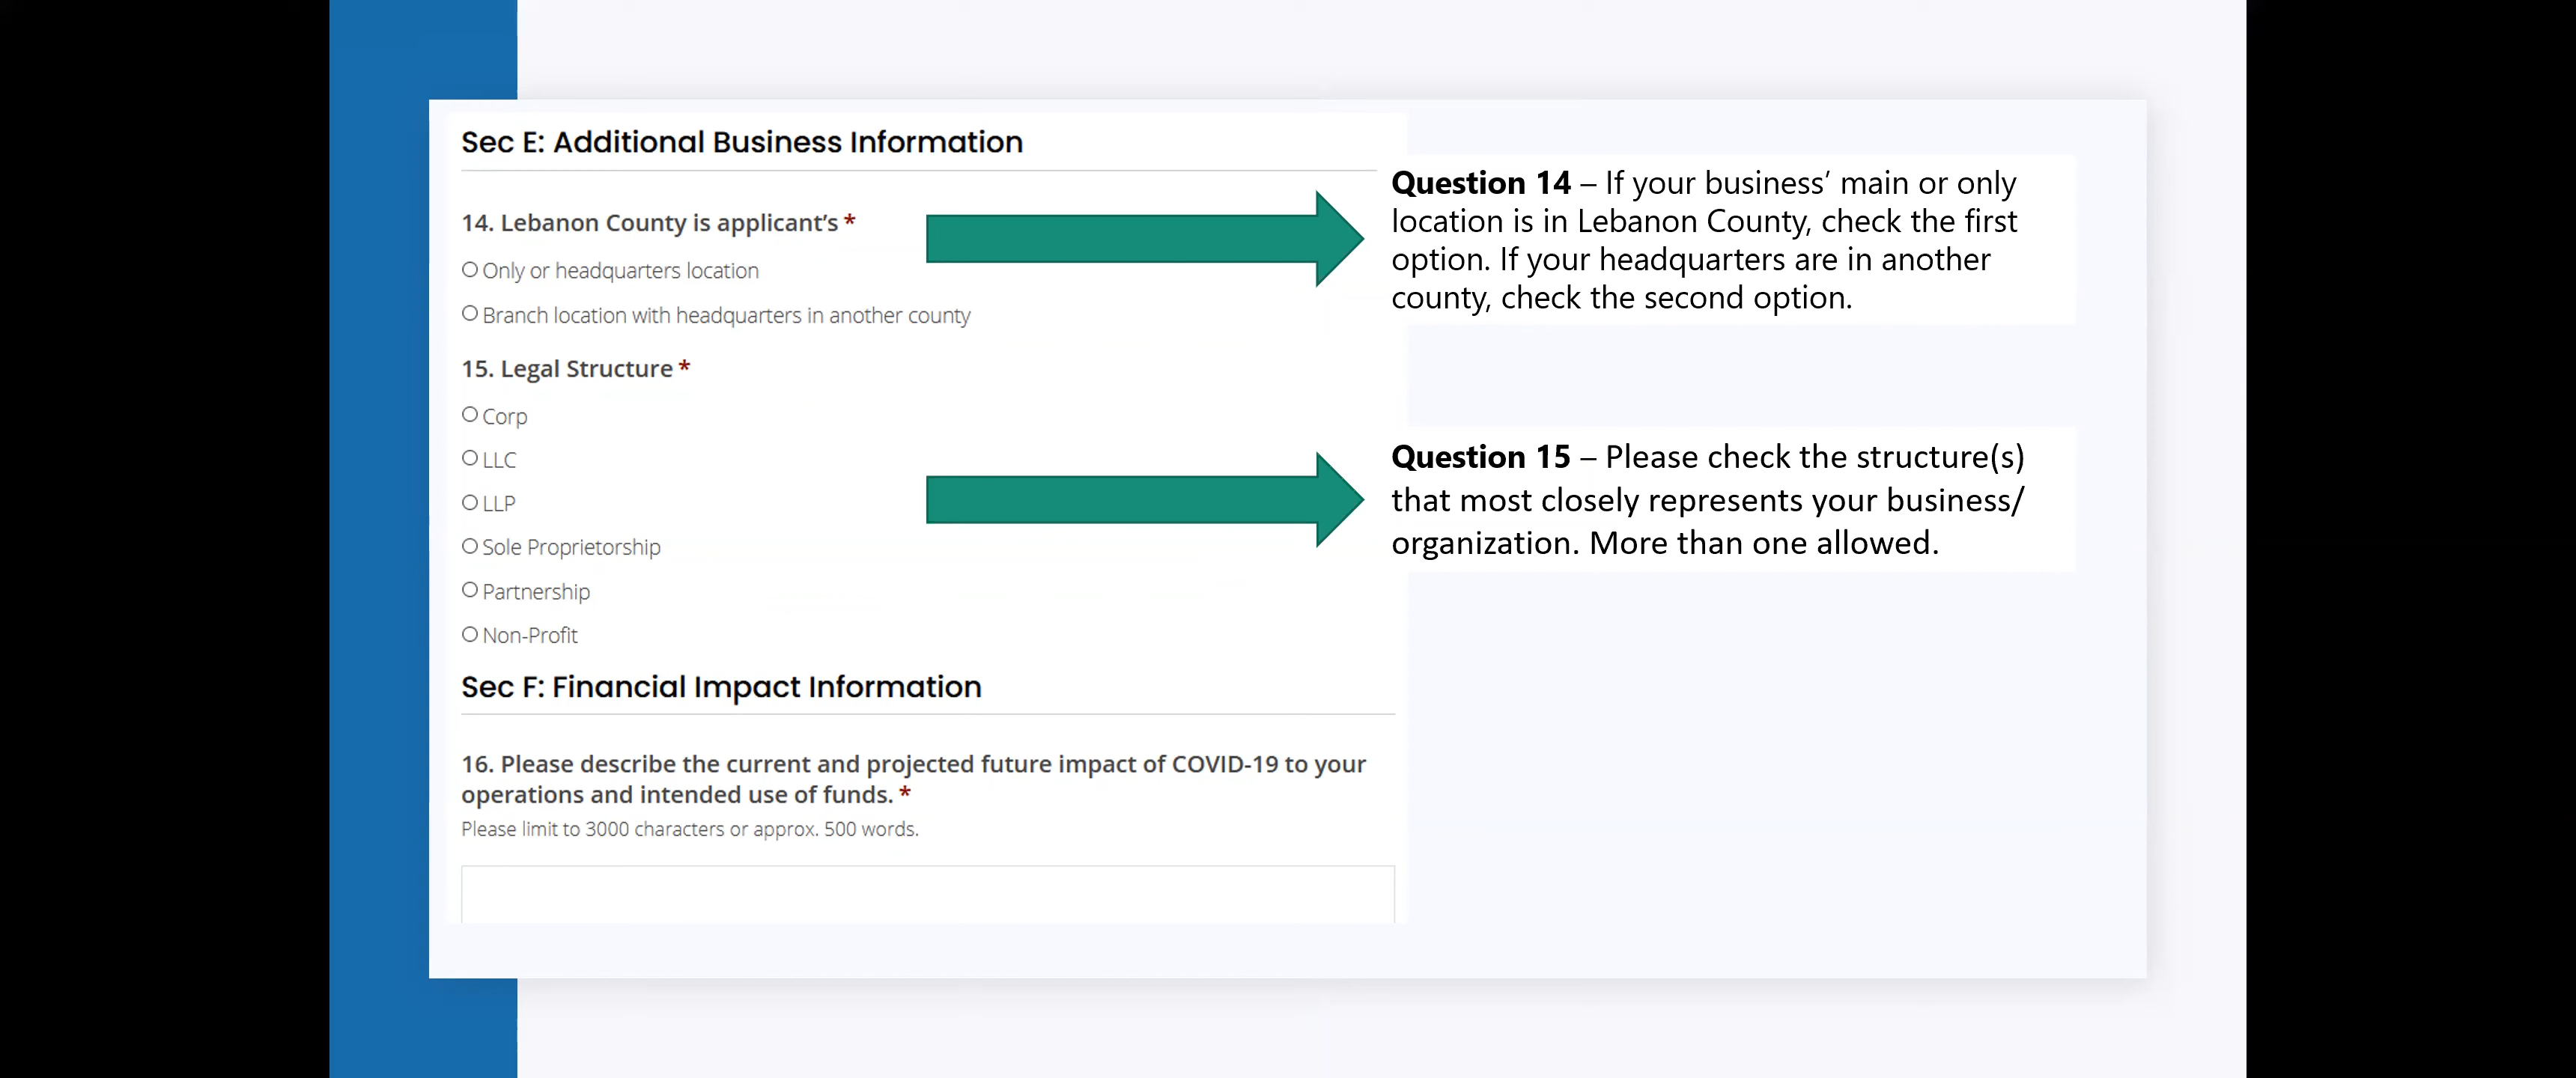 Sec E: Additional Business Information
14. Lebanon County is applicant's *
Only or headquarters location
Branch location with headquarters in another county
Question 14 – If your business’ main or only
location is in Lebanon County, check the first
option. If your headquarters are in another
county, check the second option.
15. Legal Structure *
Corp
LLC
LLP
Sole Proprietorship
Partnership
Non-Profit
Question 15 – Please check the structure(s)
that most closely represents your business/
organization. More than one allowed.
Sec F: Financial Impact Information
16. Please describe the current and projected future impact of COVID-19 to your
operations and intended use of funds. *
Please limit to 3000 characters or approx. 500 words.